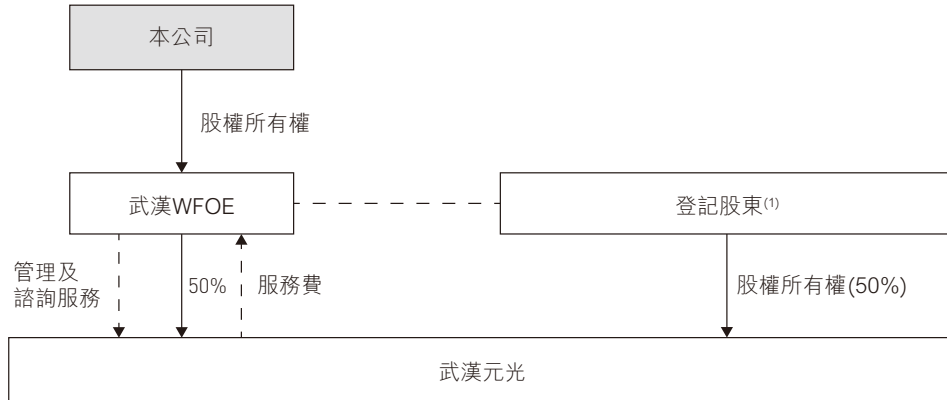 本公司
股權所有權
武漢WFOE
登記股東(1)
管理及
諮詢服務
50%
服務費
股權所有權(50%)
武漢元光